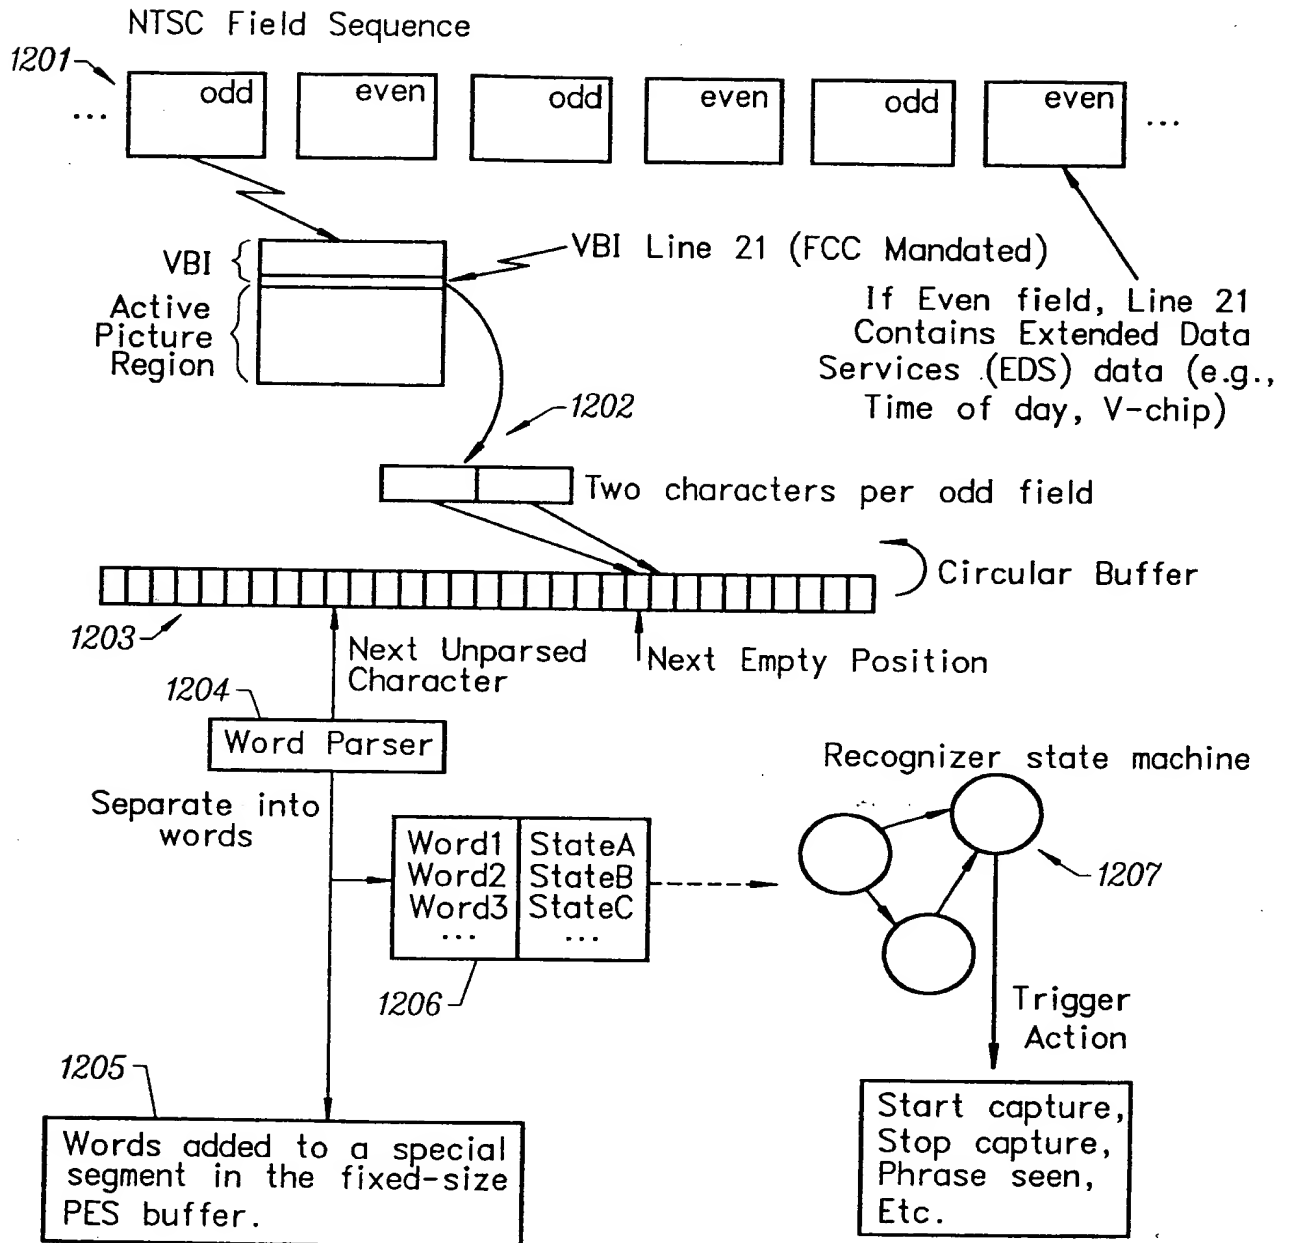 NTSC Field Sequence
1201
... odd even odd even odd even ...
VBI
VBI Line 21 (FCC Mandated)
Active
Picture
Region
If Even field, Line 21
Contains Extended Data
Services (EDS) data (e.g.,
Time of day, V-chip)
1202
Two characters per odd field
Circular Buffer
1203
Next Unparsed
Character
Next Empty Position
1204
Word Parser
Separate into
words
Recognizer state machine
Word1 StateA
Word2 StateB
Word3 StateC
... ...
1206
1207
Trigger
Action
1205
Words added to a special
segment in the fixed-size
PES buffer.
Start capture,
Stop capture,
Phrase seen,
Etc.